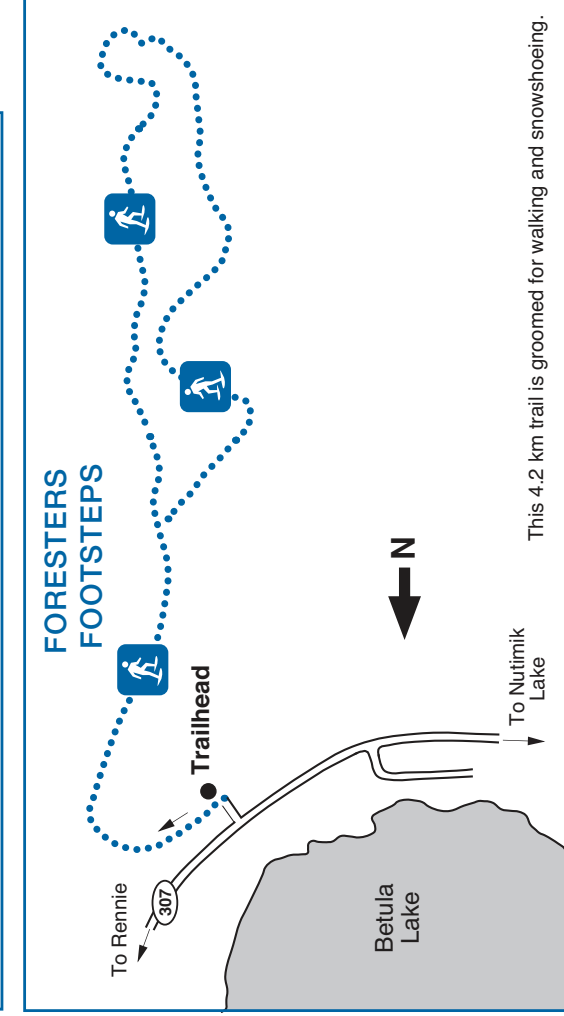 FORESTERS
FOOTSTEPS
Trailhead
To Rennie
307
Betula
Lake
N
To Nutimik
Lake
This 4.2 km trail is groomed for walking and snowshoeing.